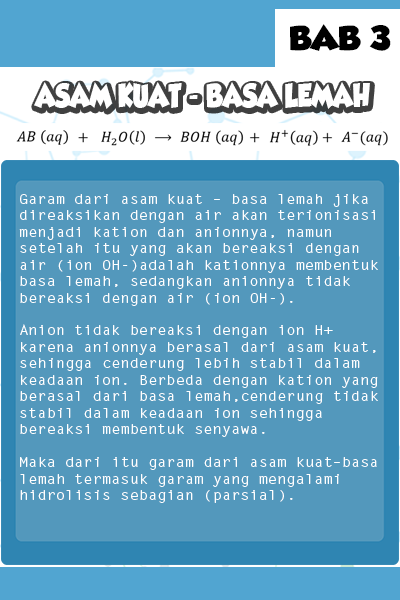 BAB 3
ASAM KUAT - BASA LEMAH
AB (aq) + H₂O(l) → BOH (aq) + H⁺(aq) + A⁻(aq)
Garam dari asam kuat - basa lemah jika
direaksikan dengan air akan terionisasi
menjadi kation dan anionnya, namun
setelah itu yang akan bereaksi dengan
air (ion OH-)adalah kationnya membentuk
basa lemah, sedangkan anionnya tidak
bereaksi dengan air (ion OH-).
Anion tidak bereaksi dengan ion H+
karena anionnya berasal dari asam kuat,
sehingga cenderung lebih stabil dalam
keadaan ion. Berbeda dengan kation yang
berasal dari basa lemah,cenderung tidak
stabil dalam keadaan ion sehingga
bereaksi membentuk senyawa.
Maka dari itu garam dari asam kuat-basa
lemah termasuk garam yang mengalami
hidrolisis sebagian (parsial).